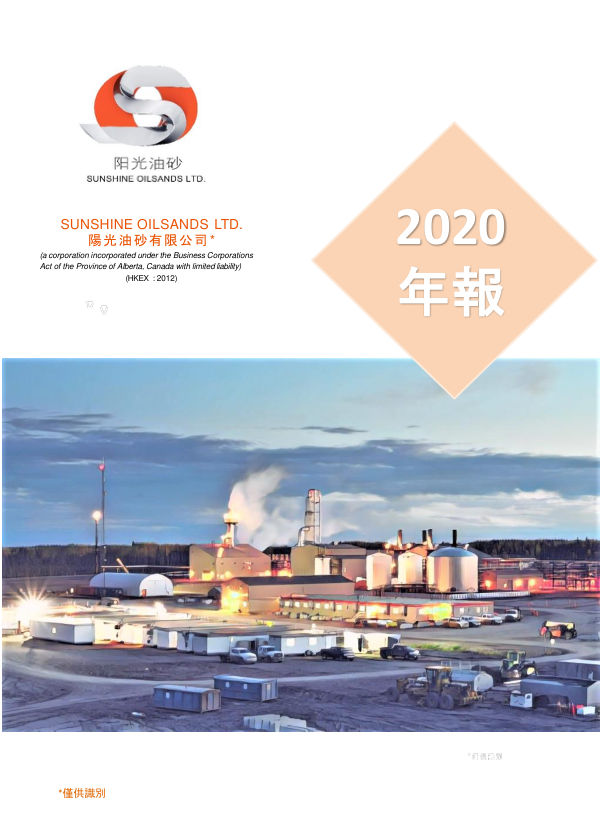 阳光油砂
SUNSHINE OILSANDS LTD.
SUNSHINE OILSANDS LTD.
陽光油砂有限公司*
(a corporation incorporated under the Business Corporations
Act of the Province of Alberta, Canada with limited liability)
(HKEX : 2012)
2020
年報
*僅供識別